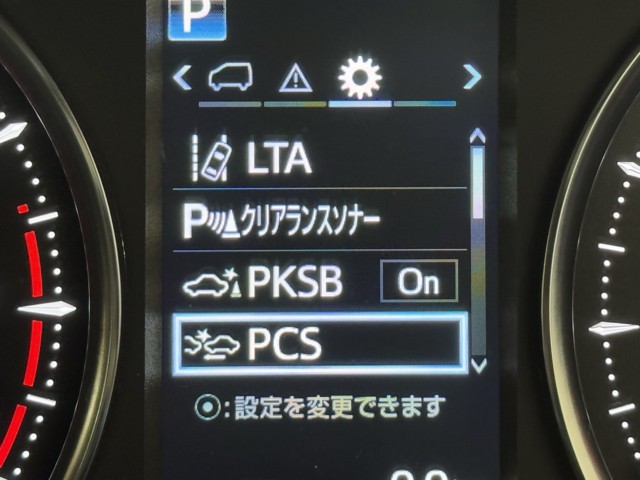 P
LTA
P クリアランスソナー
PKSB On
PCS
:設定を変更できます